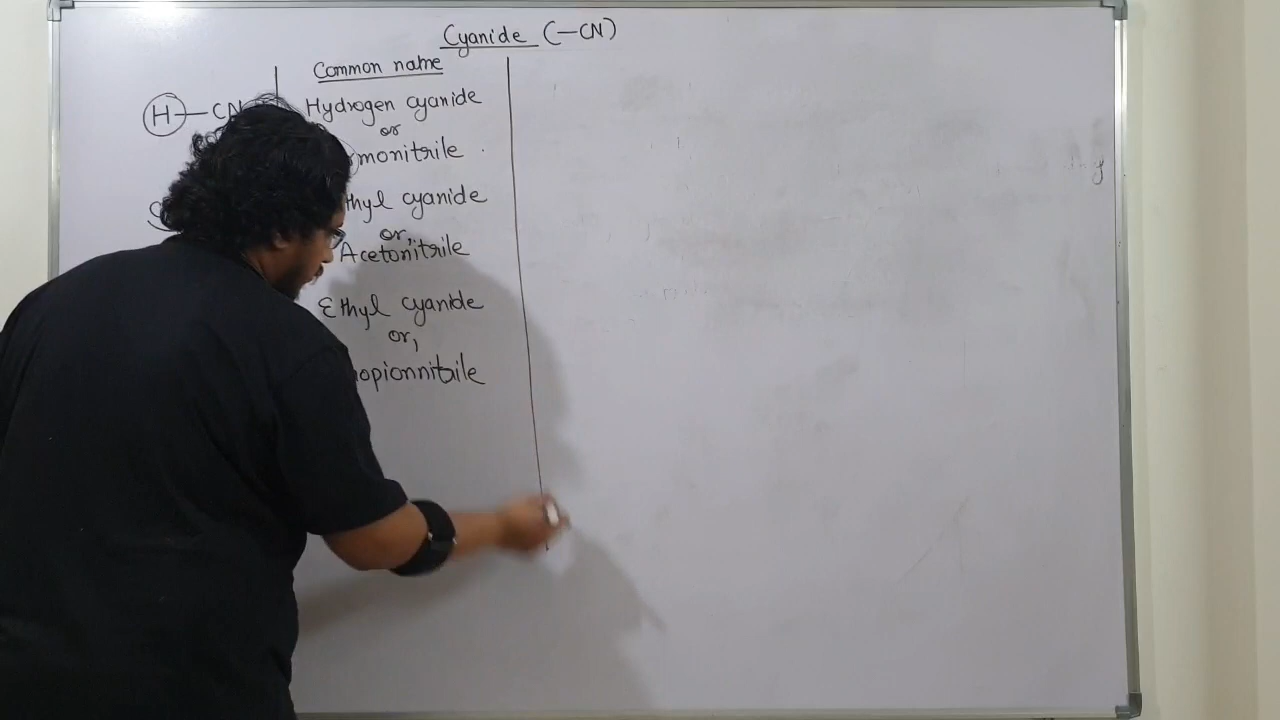 Cyanide (-CN)
Common name
H-CN
Hydrogen cyanide
or
monitrile
thyl cyanide
or,
Acetonitrile
Ethyl cyanide
or,
opionnitrile